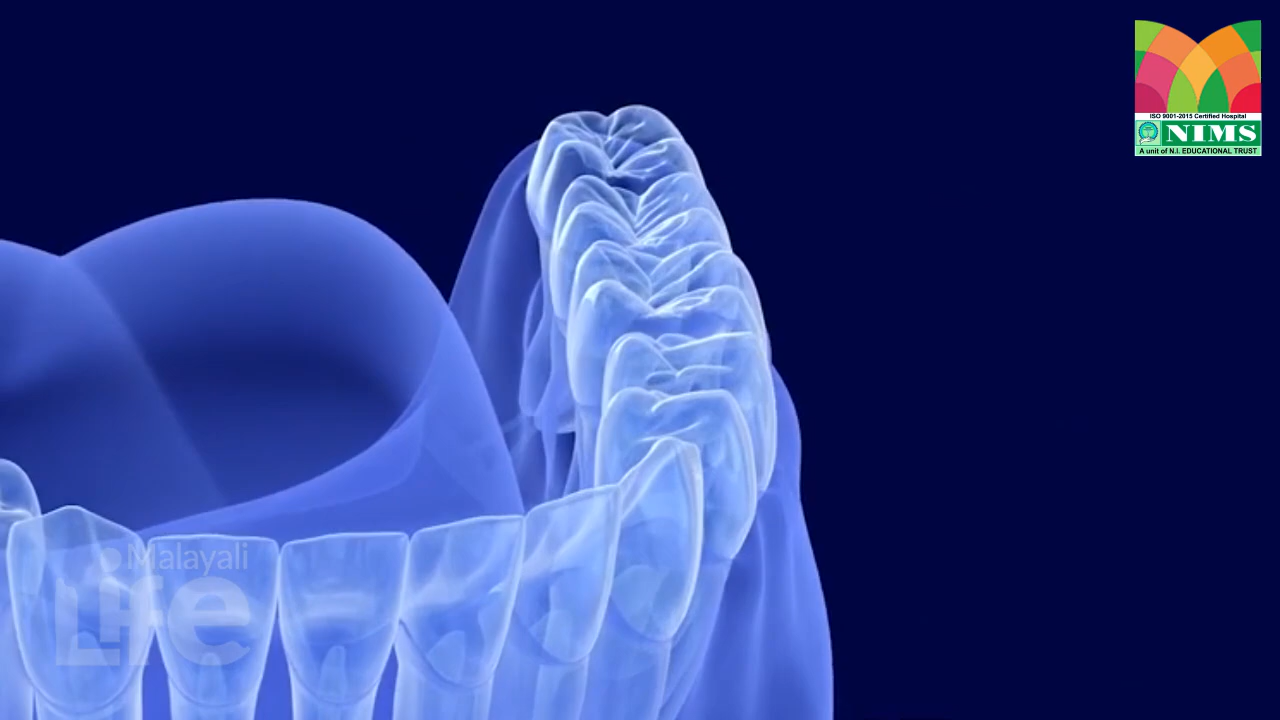 ISO 9001-2015 Certified Hospital
NIMS
A unit of N.I. EDUCATIONAL TRUST
Malayali
Life